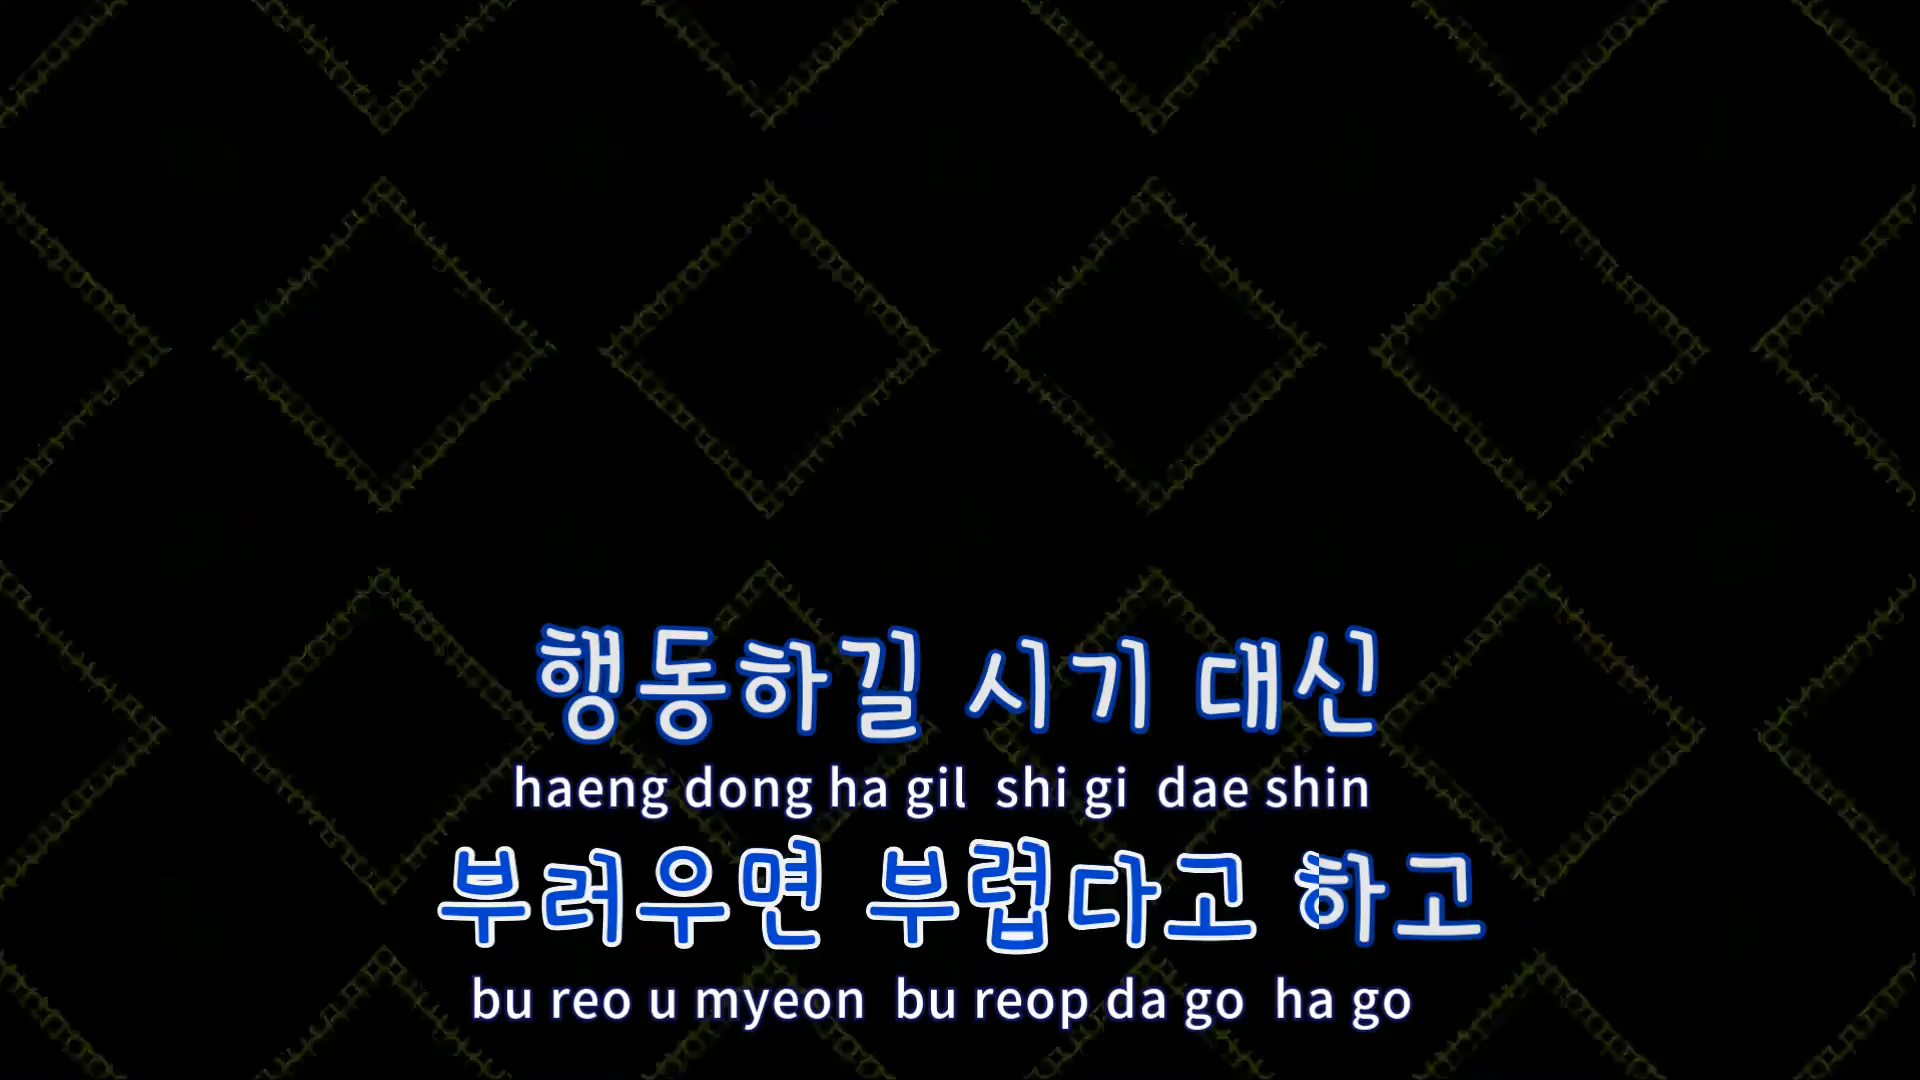 행동하길 시기 대신
haeng dong ha gil shi gi dae shin
부러우면 부럽다고 하고
bu reo u myeon bu reop da go ha go